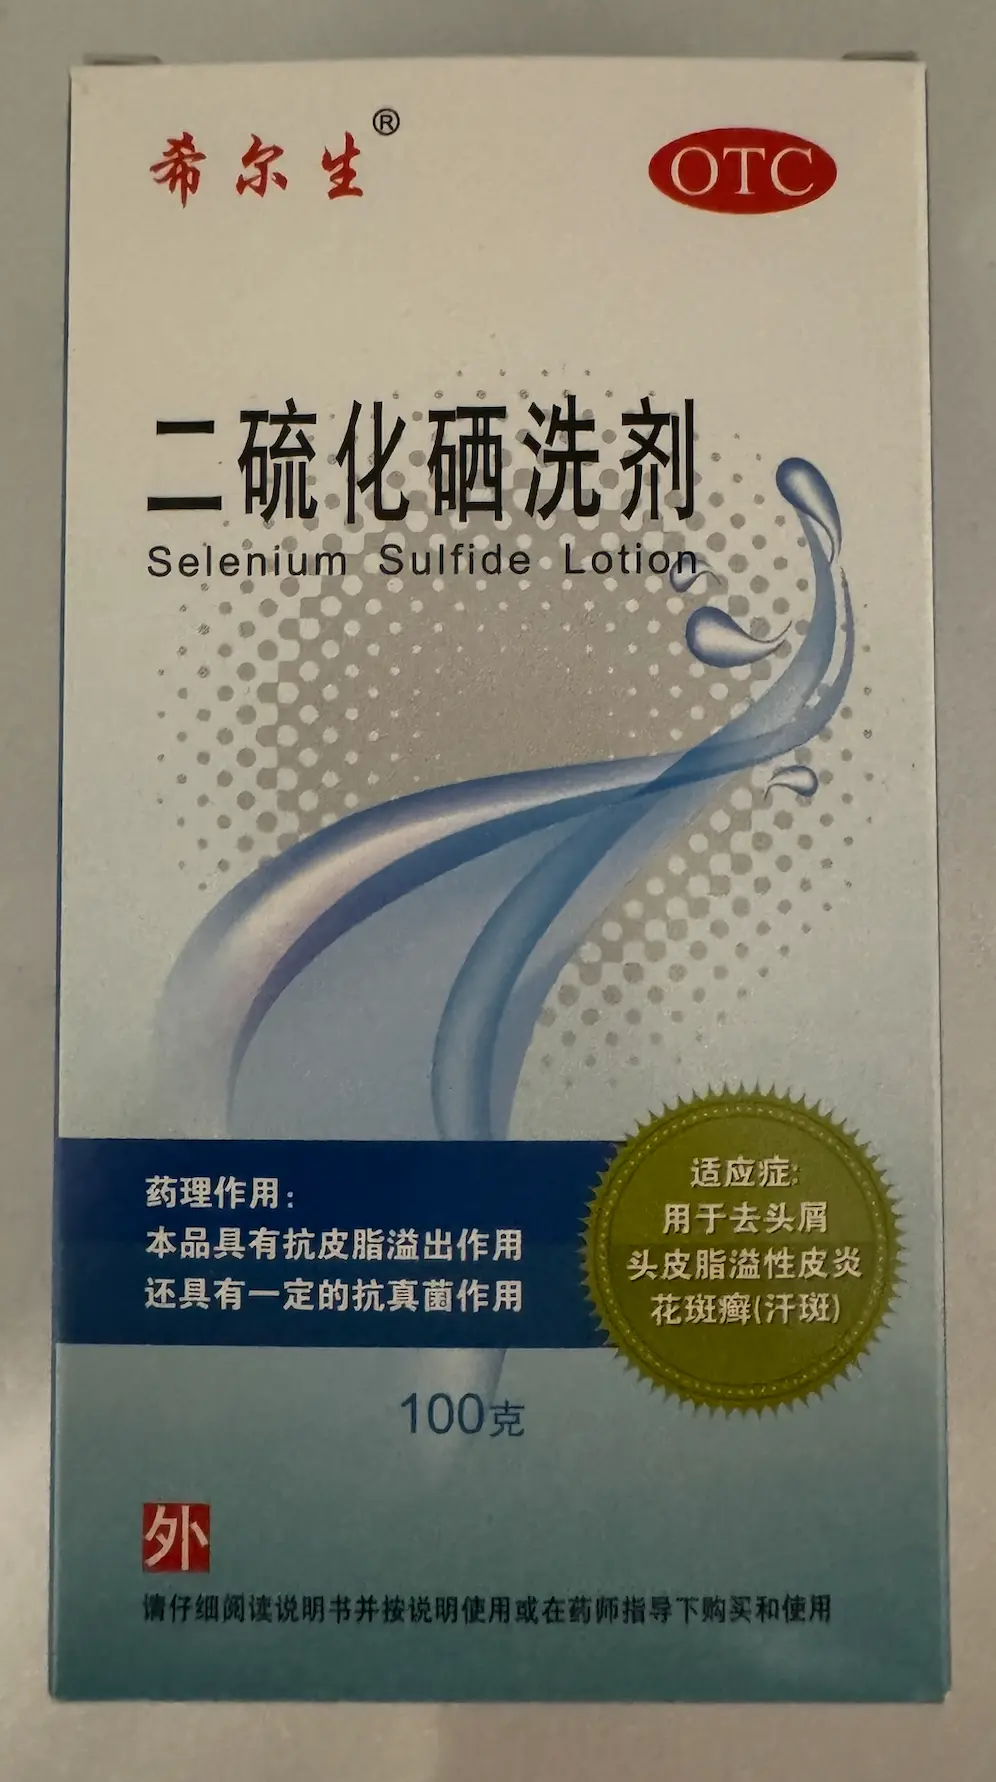 希尔生®
OTC
二硫化硒洗剂
Selenium Sulfide Lotion
药理作用：
本品具有抗皮脂溢出作用
还具有一定的抗真菌作用
适应症:
用于去头屑
头皮脂溢性皮炎
花斑癣(汗斑)
100克
外
请仔细阅读说明书并按说明使用或在药师指导下购买和使用